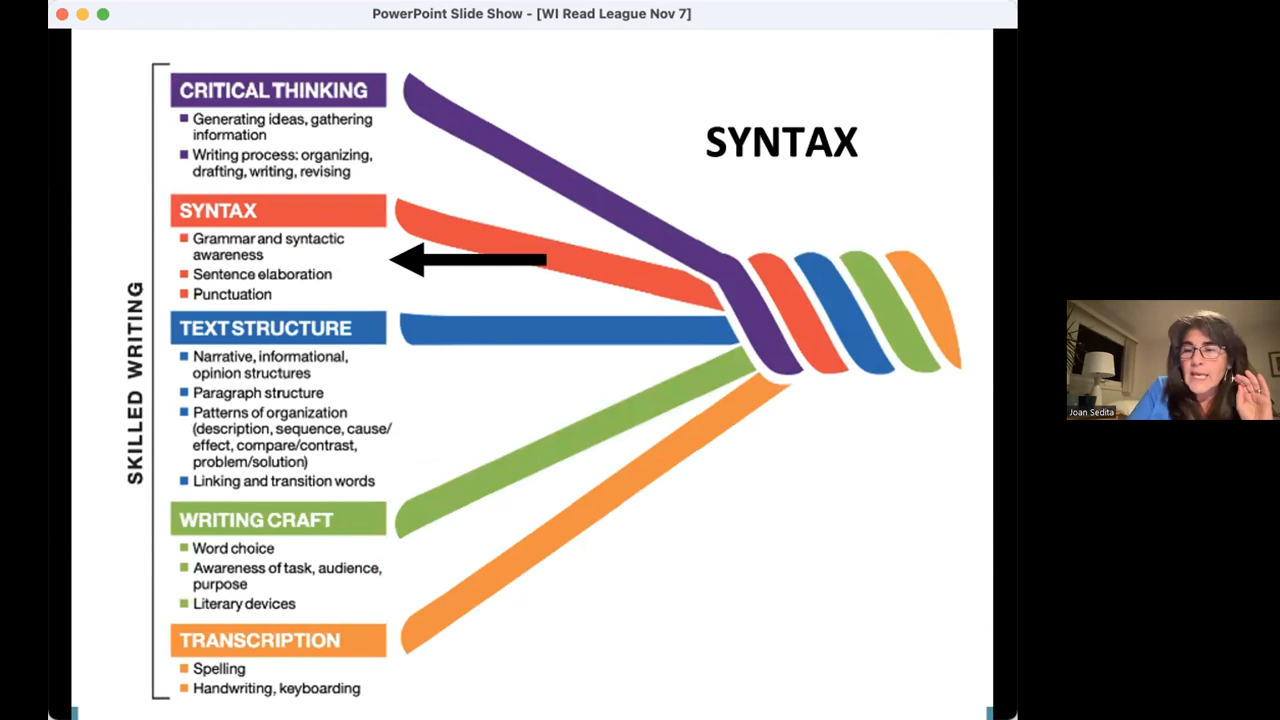 PowerPoint Slide Show - [WI Read League Nov 7]
SKILLED WRITING
CRITICAL THINKING
Generating ideas, gathering
information
Writing process: organizing,
drafting, writing, revising
SYNTAX
Grammar and syntactic
awareness
Sentence elaboration
Punctuation
TEXT STRUCTURE
Narrative, informational,
opinion structures
Paragraph structure
Patterns of organization
(description, sequence, cause/
effect, compare/contrast,
problem/solution)
Linking and transition words
WRITING CRAFT
Word choice
Awareness of task, audience,
purpose
Literary devices
TRANSCRIPTION
Spelling
Handwriting, keyboarding
SYNTAX
Joan Sedita